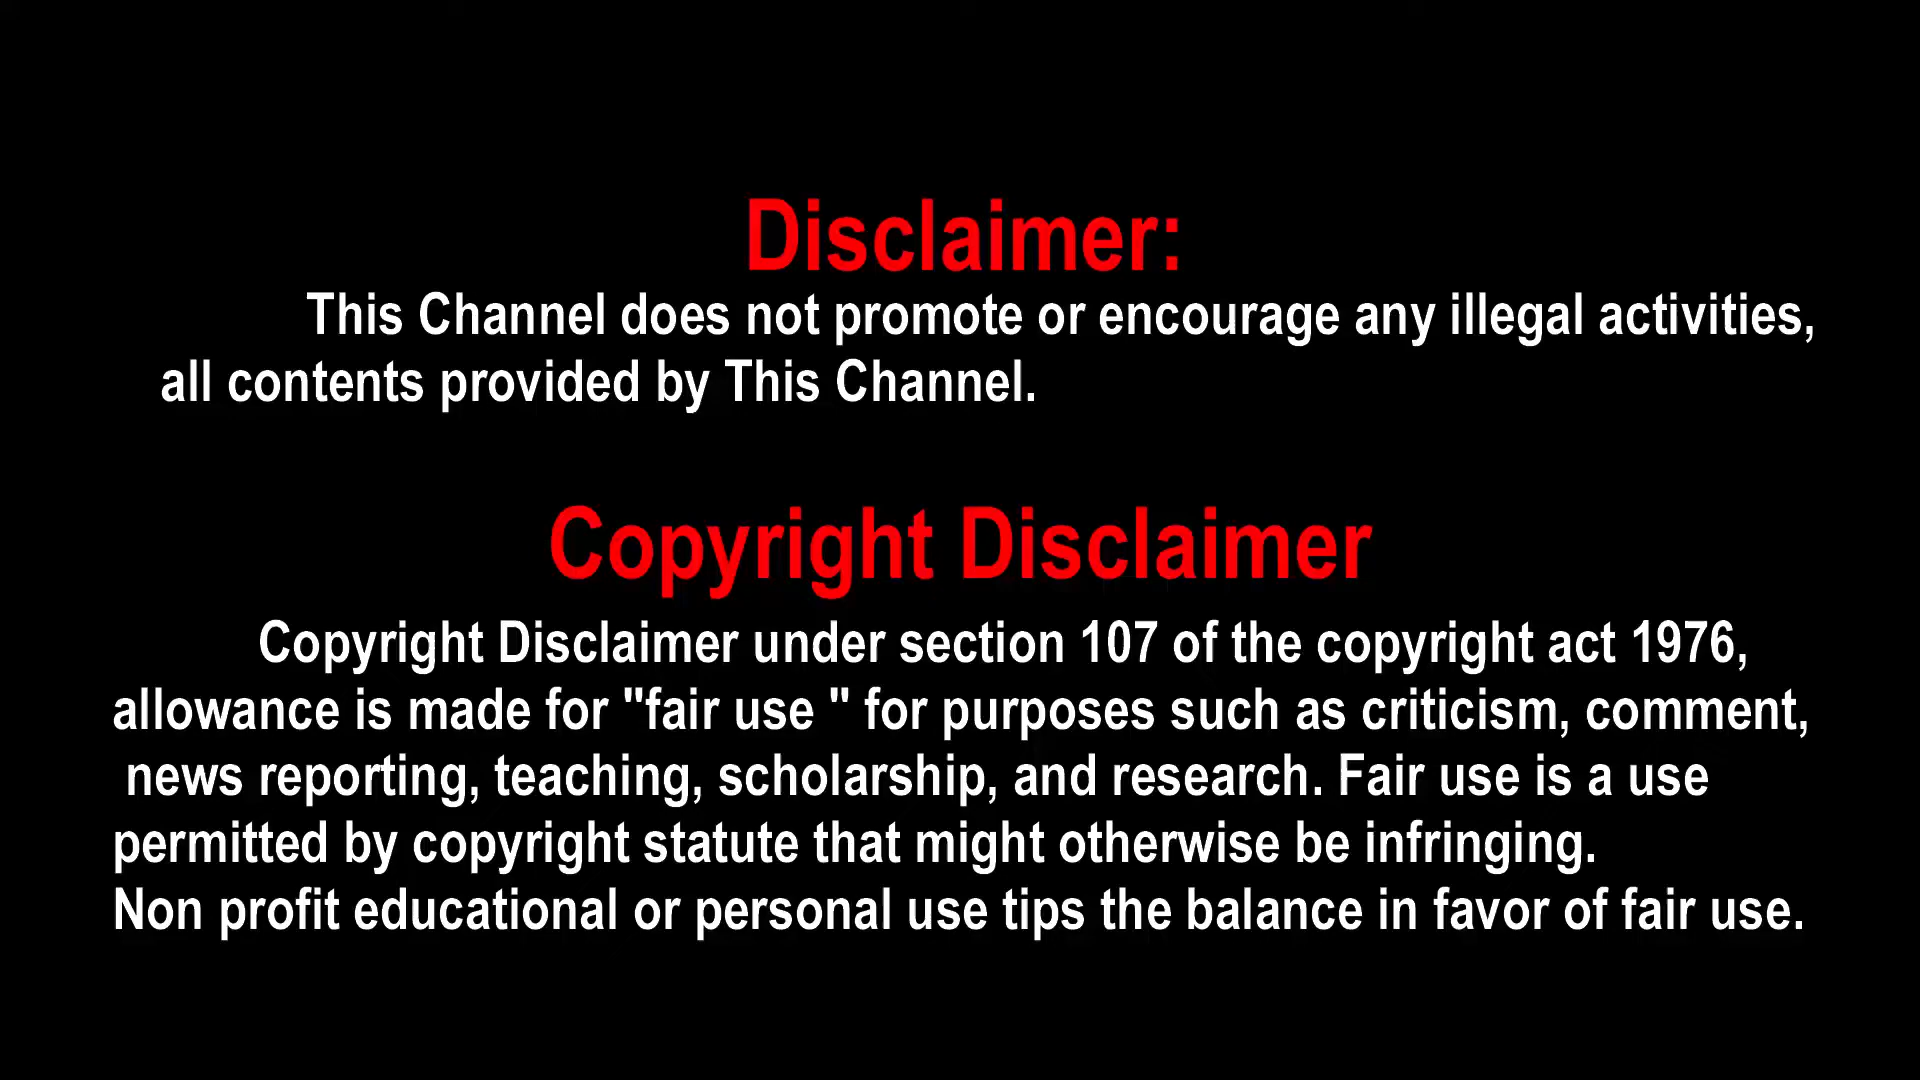 Disclaimer:
This Channel does not promote or encourage any illegal activities,
all contents provided by This Channel.
Copyright Disclaimer
Copyright Disclaimer under section 107 of the copyright act 1976,
allowance is made for "fair use " for purposes such as criticism, comment,
news reporting, teaching, scholarship, and research. Fair use is a use
permitted by copyright statute that might otherwise be infringing.
Non profit educational or personal use tips the balance in favor of fair use.